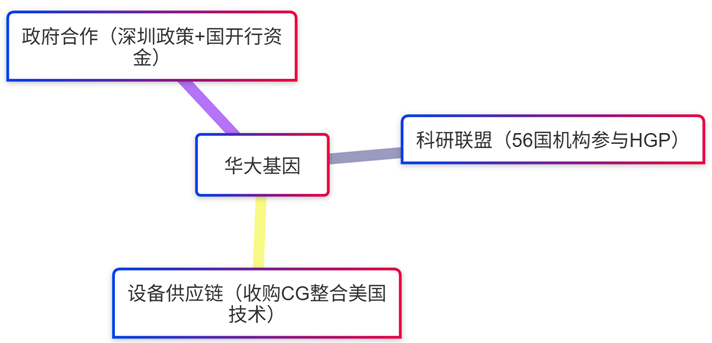 政府合作（深圳政策+国开行资
金）
科研联盟（56国机构参与HGP）
华大基因
设备供应链（收购CG整合美国
技术）